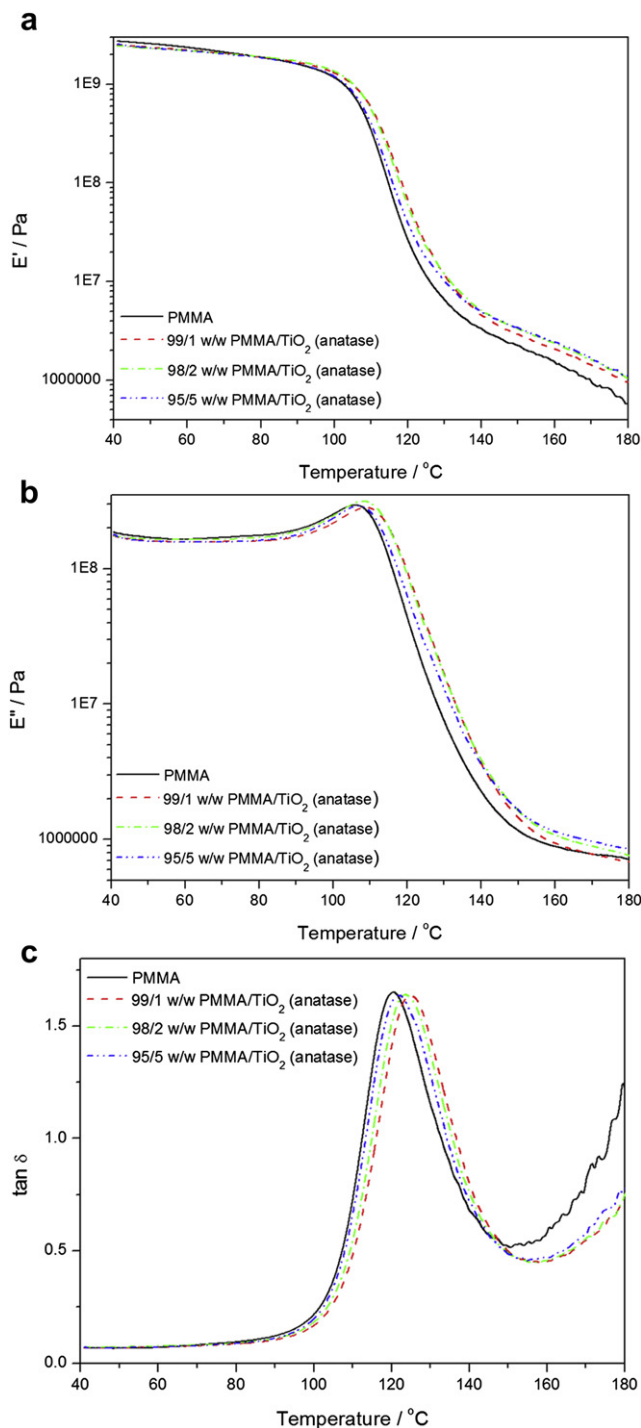 a
1E9
1E8
1E7
1000000
E' / Pa
PMMA
99/1 w/w PMMA/TiO₂ (anatase)
98/2 w/w PMMA/TiO₂ (anatase)
95/5 w/w PMMA/TiO₂ (anatase)
40 60 80 100 120 140 160 180
Temperature / °C
b
1E8
1E7
1000000
E'' / Pa
PMMA
99/1 w/w PMMA/TiO₂ (anatase)
98/2 w/w PMMA/TiO₂ (anatase)
95/5 w/w PMMA/TiO₂ (anatase)
40 60 80 100 120 140 160 180
Temperature / °C
c
PMMA
99/1 w/w PMMA/TiO₂ (anatase)
98/2 w/w PMMA/TiO₂ (anatase)
95/5 w/w PMMA/TiO₂ (anatase)
1.5
1.0
0.5
0.0
tan δ
40 60 80 100 120 140 160 180
Temperature / °C